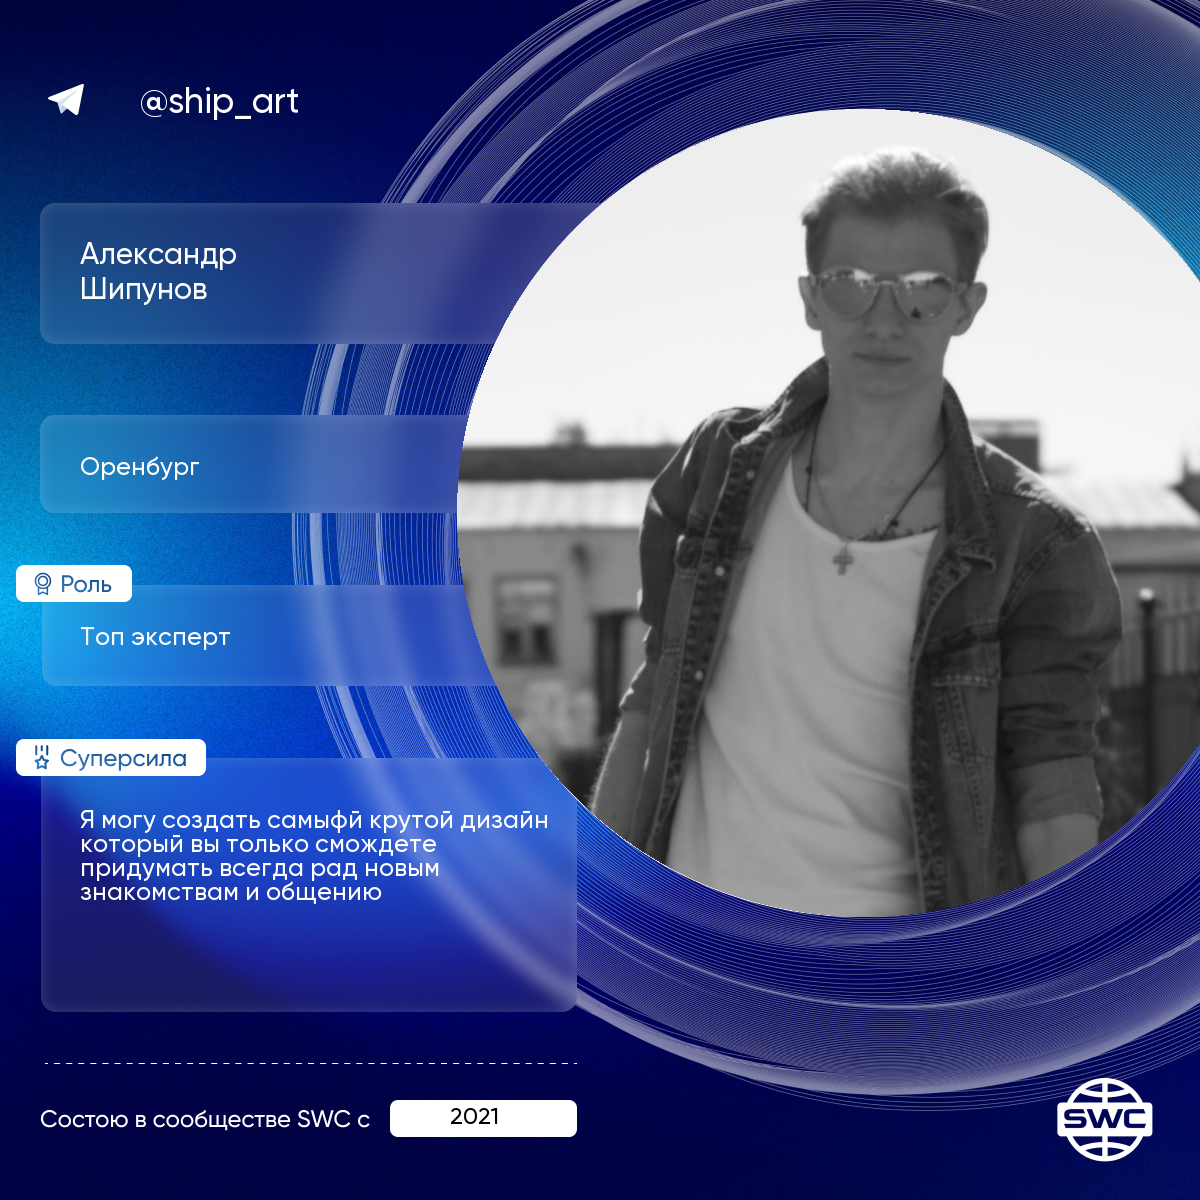 @ship_art
Александр
Шипунов
Оренбург
Роль
Топ эксперт
Суперсила
Я могу создать самыфй крутой дизайн
который вы только смождете
придумать всегда рад новым
знакомствам и общению
Состою в сообществе SWC с 2021
SWC